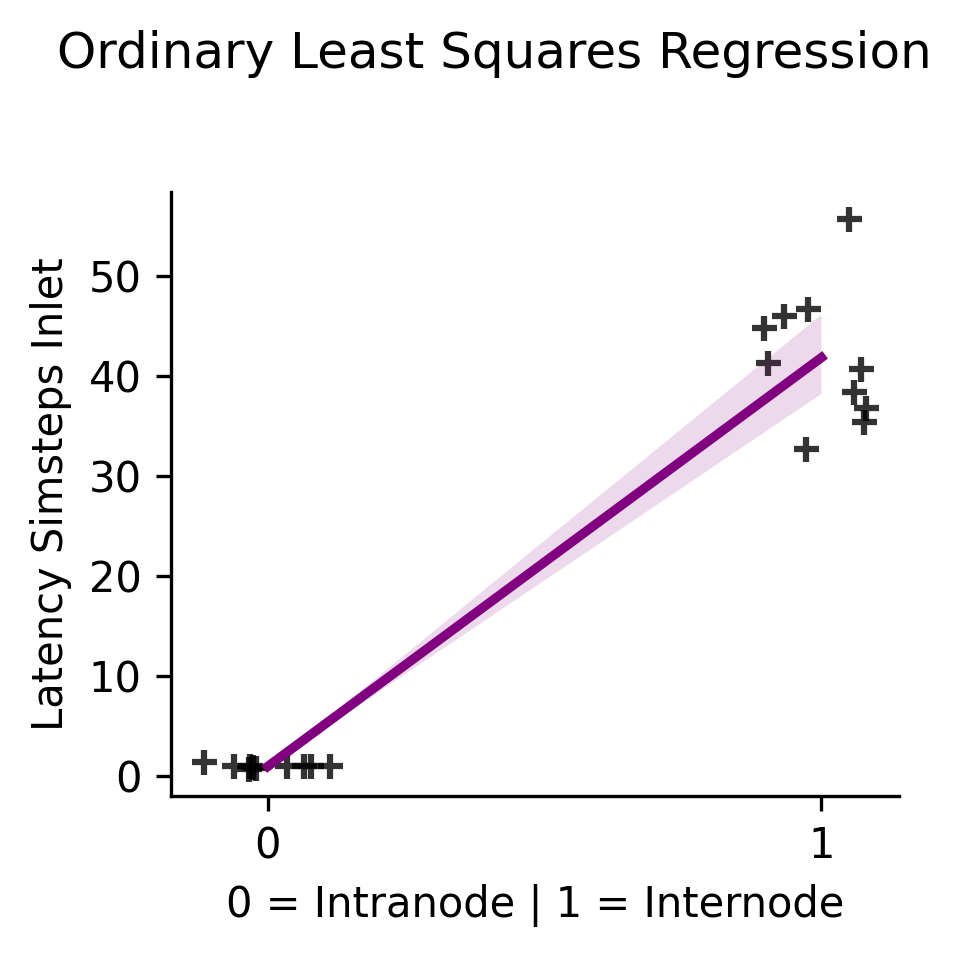 Ordinary Least Squares Regression
Latency Simsteps Inlet
50
40
30
20
10
0
0 1
0 = Intranode | 1 = Internode